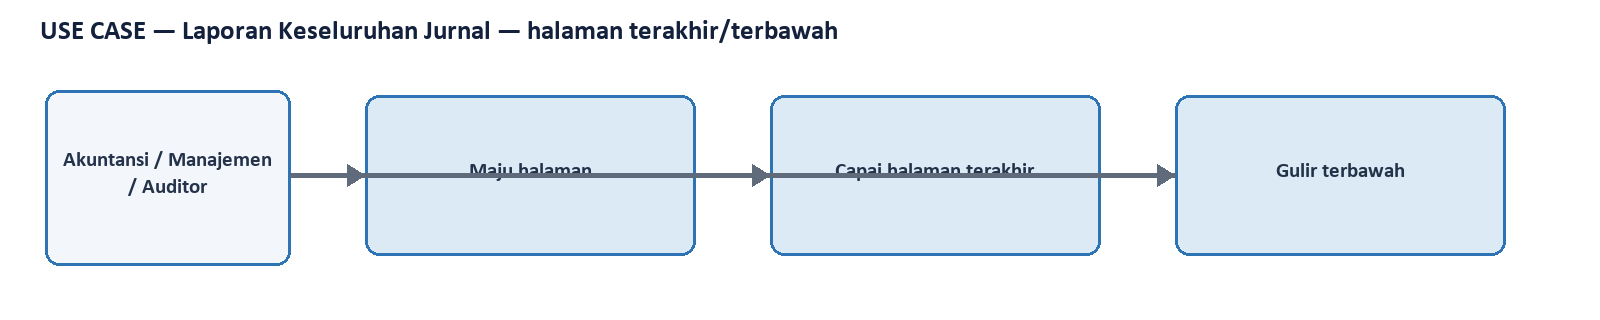 USE CASE — Laporan Keseluruhan Jurnal — halaman terakhir/terbawah
Akuntansi / Manajemen
/ Auditor
Maju halaman
Capai halaman terakhir
Gulir terbawah